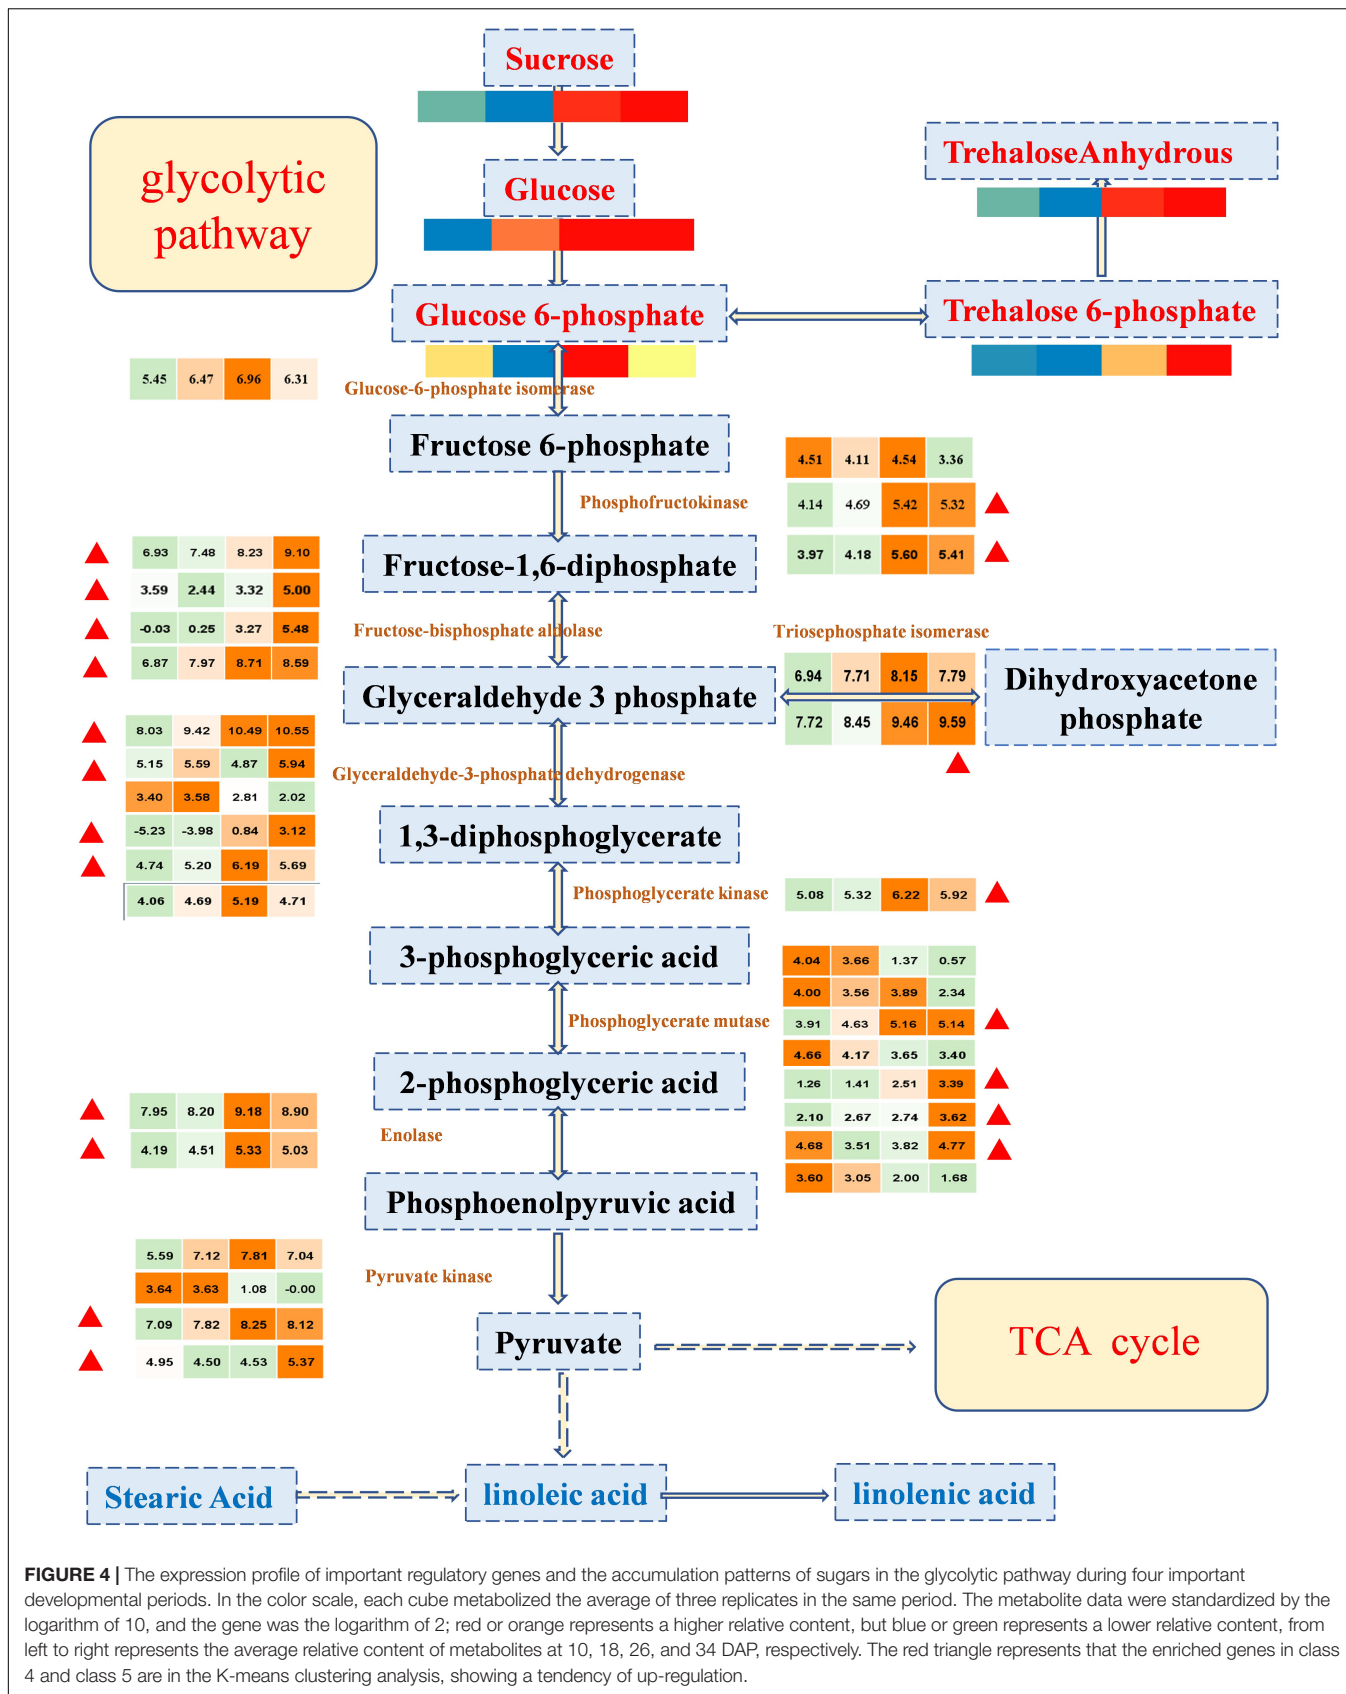 Sucrose
glycolytic
pathway
TrehaloseAnhydrous
Glucose
Glucose 6-phosphate
Trehalose 6-phosphate
5.45 6.47 6.96 6.31
Glucose-6-phosphate isomerase
Fructose 6-phosphate
4.51 4.11 4.54 3.36
Phosphofructokinase
4.14 4.69 5.42 5.32
3.97 4.18 5.60 5.41
Fructose-1,6-diphosphate
6.93 7.48 8.23 9.10
3.59 2.44 3.32 5.00
-0.03 0.25 3.27 5.48
6.87 7.97 8.71 8.59
Fructose-bisphosphate aldolase
Triosephosphate isomerase
6.94 7.71 8.15 7.79
7.72 8.45 9.46 9.59
Glyceraldehyde 3 phosphate
Dihydroxyacetone
phosphate
8.03 9.42 10.49 10.55
5.15 5.59 4.87 5.94
3.40 3.58 2.81 2.02
-5.23 -3.98 0.84 3.12
4.74 5.20 6.19 5.69
4.06 4.69 5.19 4.71
Glyceraldehyde-3-phosphate dehydrogenase
1,3-diphosphoglycerate
Phosphoglycerate kinase
5.08 5.32 6.22 5.92
3-phosphoglyceric acid
Phosphoglycerate mutase
4.04 3.66 1.37 0.57
4.00 3.56 3.89 2.34
3.91 4.63 5.16 5.14
4.66 4.17 3.65 3.40
1.26 1.41 2.51 3.39
2.10 2.67 2.74 3.62
4.68 3.51 3.82 4.77
3.60 3.05 2.00 1.68
2-phosphoglyceric acid
7.95 8.20 9.18 8.90
4.19 4.51 5.33 5.03
Enolase
Phosphoenolpyruvic acid
5.59 7.12 7.81 7.04
3.64 3.63 1.08 -0.00
7.09 7.82 8.25 8.12
4.95 4.50 4.53 5.37
Pyruvate kinase
Pyruvate
TCA cycle
Stearic Acid
linoleic acid
linolenic acid
FIGURE 4 | The expression profile of important regulatory genes and the accumulation patterns of sugars in the glycolytic pathway during four important
developmental periods. In the color scale, each cube metabolized the average of three replicates in the same period. The metabolite data were standardized by the
logarithm of 10, and the gene was the logarithm of 2; red or orange represents a higher relative content, but blue or green represents a lower relative content, from
left to right represents the average relative content of metabolites at 10, 18, 26, and 34 DAP, respectively. The red triangle represents that the enriched genes in class
4 and class 5 are in the K-means clustering analysis, showing a tendency of up-regulation.